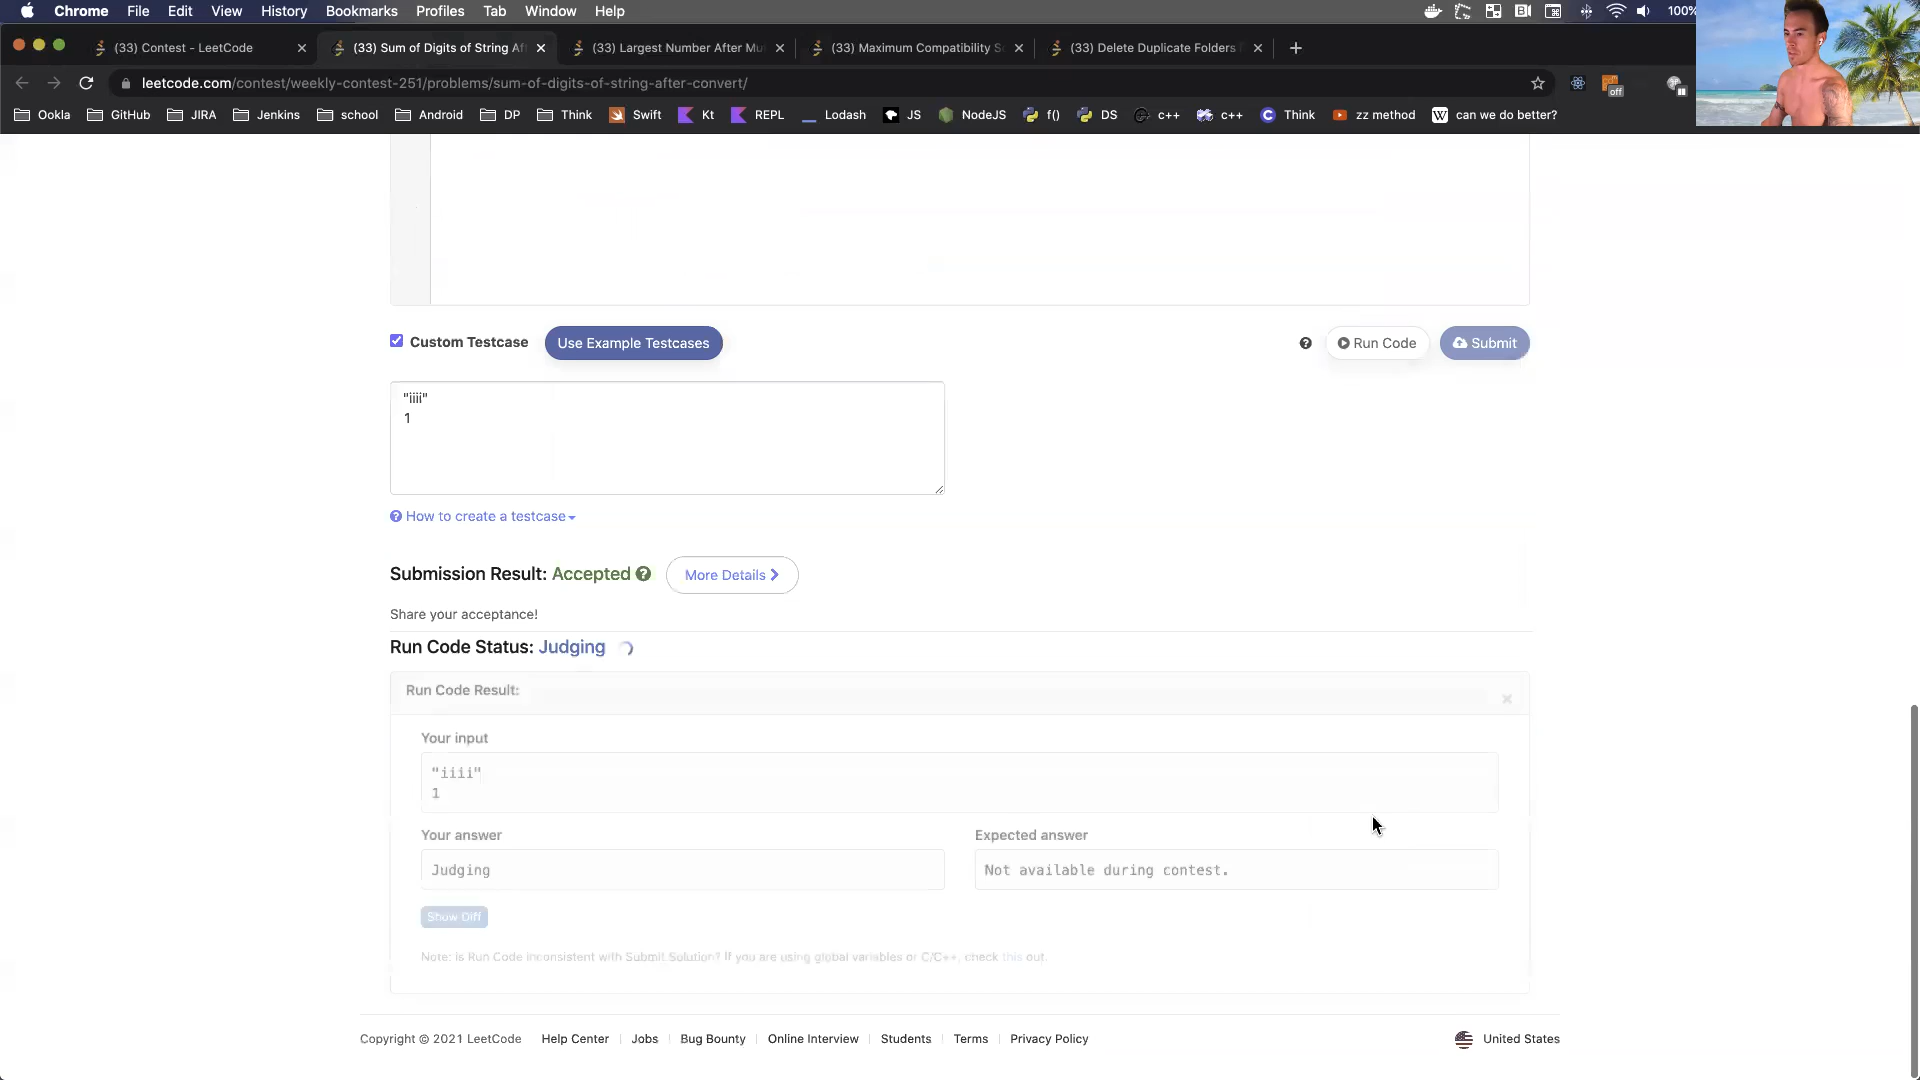 Chrome File Edit View History Bookmarks Profiles Tab Window Help 100%
(33) Contest - LeetCode (33) Sum of Digits of String Af (33) Largest Number After Mu (33) Maximum Compatibility S (33) Delete Duplicate Folders
leetcode.com/contest/weekly-contest-251/problems/sum-of-digits-of-string-after-convert/ off
Ookla GitHub JIRA Jenkins school Android DP Think Swift Kt REPL Lodash JS NodeJS f() DS c++ c++ Think zz method can we do better?
Custom Testcase Use Example Testcases Run Code Submit
"iiii"
1
How to create a testcase
Submission Result: Accepted More Details
Share your acceptance!
Run Code Status: Judging
Run Code Result:
Your input
"iiii"
1
Your answer Expected answer
Judging Not available during contest.
Show Diff
Note: Is Run Code inconsistent with Submit Solution? If you are using global variables or C/C++, check this out.
Copyright © 2021 LeetCode Help Center Jobs Bug Bounty Online Interview Students Terms Privacy Policy United States